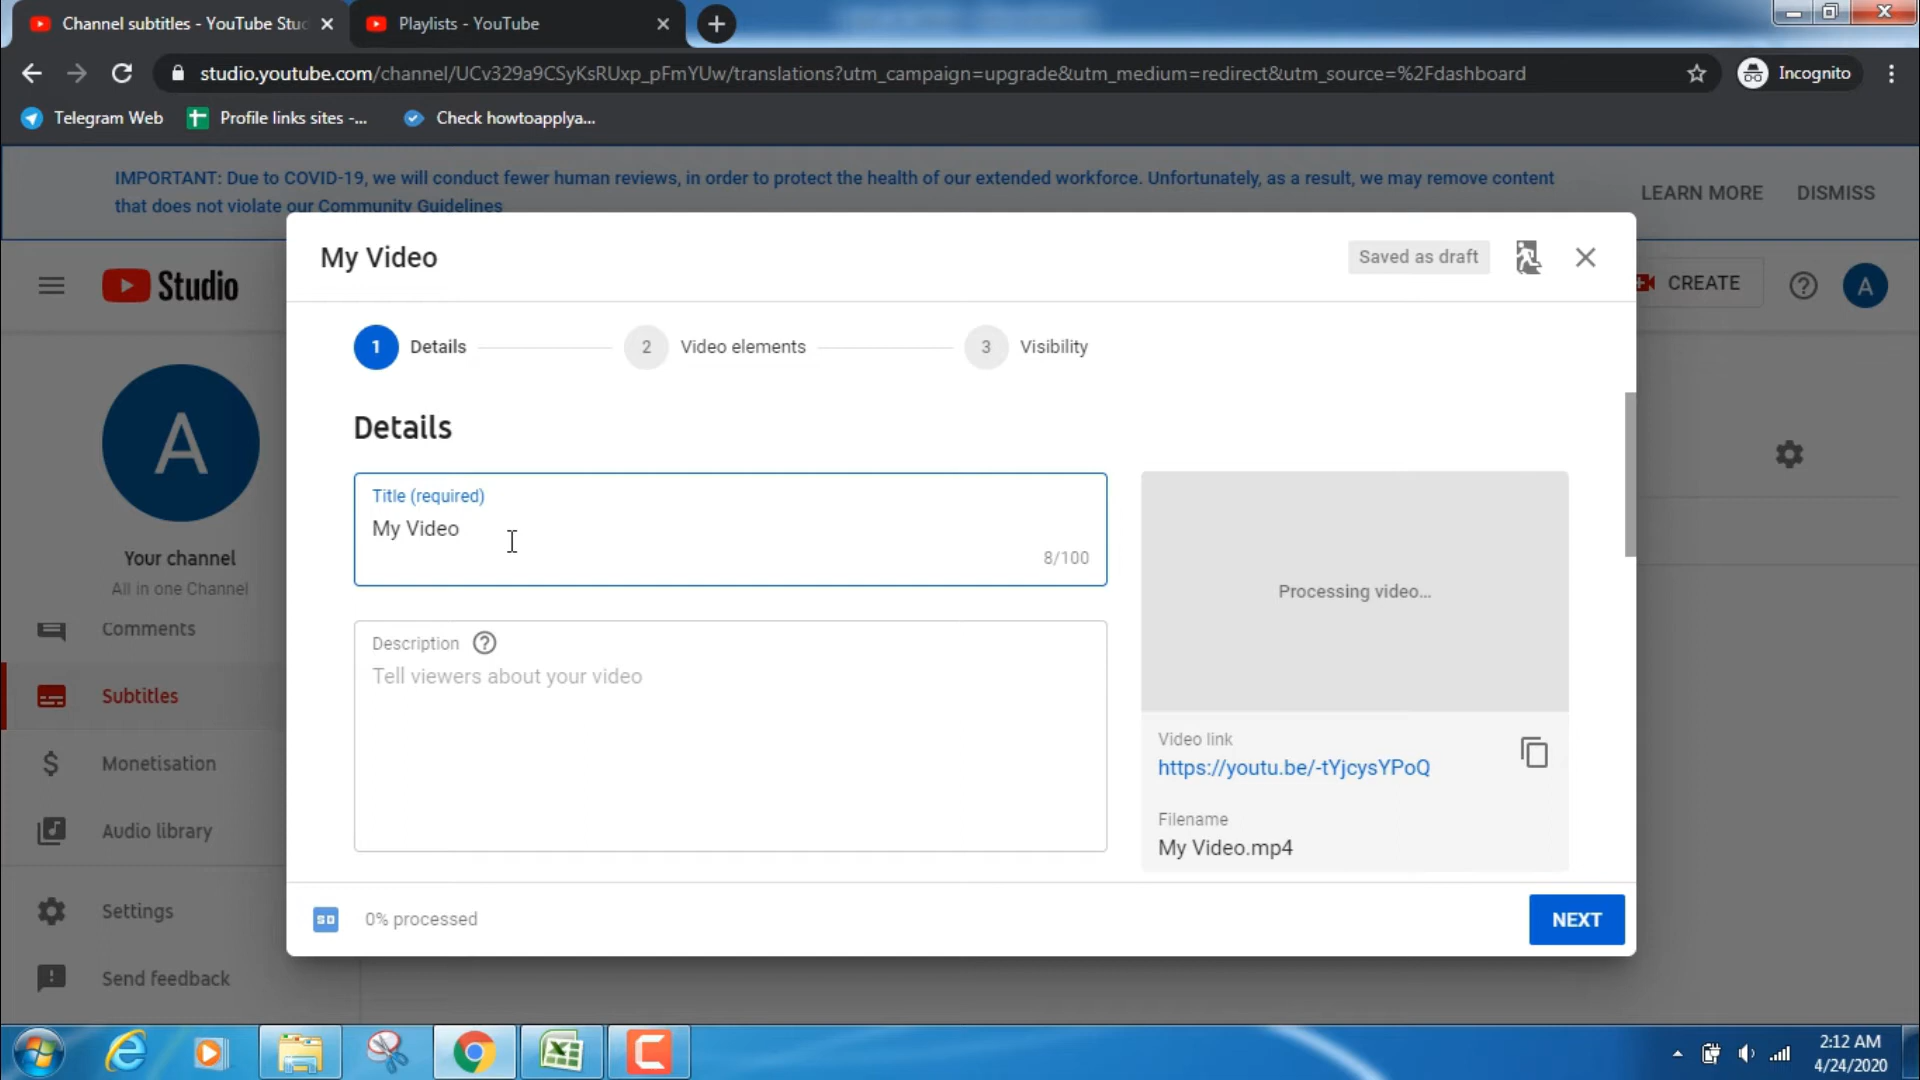 Channel subtitles - YouTube Stud
Playlists - YouTube
studio.youtube.com/channel/UCv329a9CSyKsRUxp_pFmYUw/translations?utm_campaign=upgrade&utm_medium=redirect&utm_source=%2Fdashboard
Incognito
Telegram Web
Profile links sites -...
Check howtoapplya...
IMPORTANT: Due to COVID-19, we will conduct fewer human reviews, in order to protect the health of our extended workforce. Unfortunately, as a result, we may remove content
that does not violate our Community Guidelines
LEARN MORE
DISMISS
Studio
CREATE
A
My Video
Saved as draft
1 Details
2 Video elements
3 Visibility
A
Your channel
All in one Channel
Comments
Subtitles
Monetisation
Audio library
Settings
Send feedback
Details
Title (required)
My Video
8/100
Description ?
Tell viewers about your video
Processing video...
Video link
https://youtu.be/-tYjcysYPoQ
Filename
My Video.mp4
SD 0% processed
NEXT
2:12 AM
4/24/2020